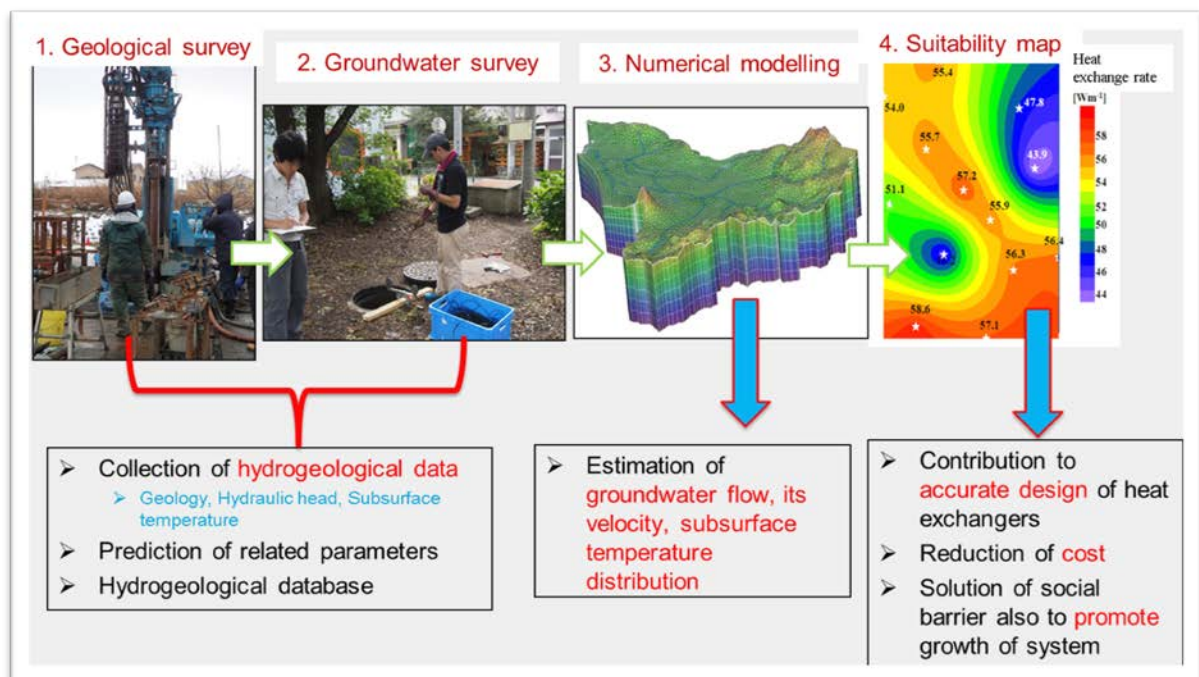 1. Geological survey
2. Groundwater survey
3. Numerical modelling
4. Suitability map
Heat
exchange rate
[Wm⁻¹]
58
56
54
52
50
48
46
44
55.4
54.0
47.8
55.7
43.9
57.2
51.1
55.9
56.4
56.3
58.6
57.1
➢ Collection of hydrogeological data
➢ Geology, Hydraulic head, Subsurface
temperature
➢ Prediction of related parameters
➢ Hydrogeological database
➢ Estimation of
groundwater flow, its
velocity, subsurface
temperature
distribution
➢ Contribution to
accurate design of heat
exchangers
➢ Reduction of cost
➢ Solution of social
barrier also to promote
growth of system